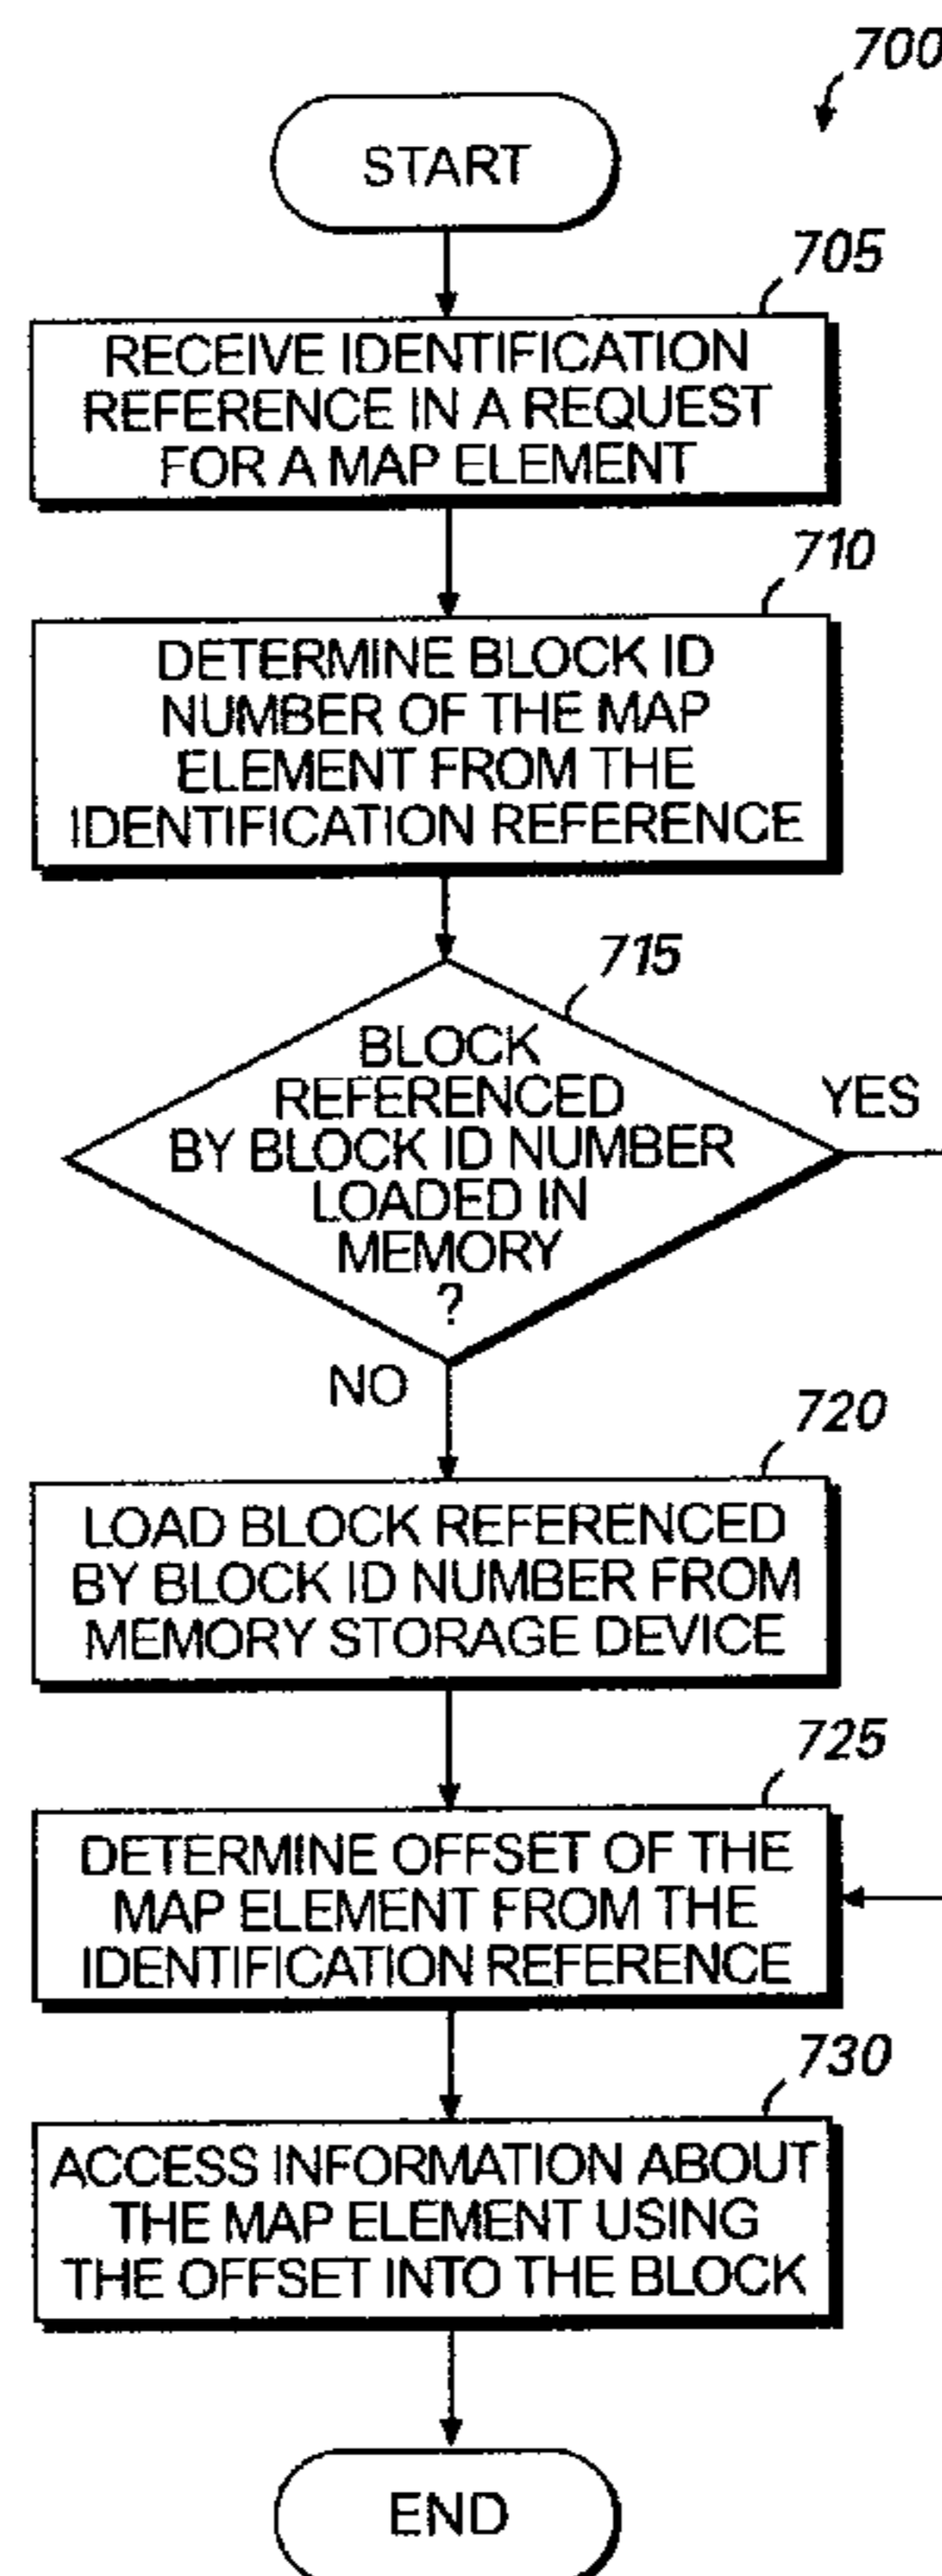 700
START
705
RECEIVE IDENTIFICATION
REFERENCE IN A REQUEST
FOR A MAP ELEMENT
710
DETERMINE BLOCK ID
NUMBER OF THE MAP
ELEMENT FROM THE
IDENTIFICATION REFERENCE
715
BLOCK
REFERENCED
BY BLOCK ID NUMBER
LOADED IN
MEMORY
?
YES
NO
720
LOAD BLOCK REFERENCED
BY BLOCK ID NUMBER FROM
MEMORY STORAGE DEVICE
725
DETERMINE OFFSET OF THE
MAP ELEMENT FROM THE
IDENTIFICATION REFERENCE
730
ACCESS INFORMATION ABOUT
THE MAP ELEMENT USING
THE OFFSET INTO THE BLOCK
END